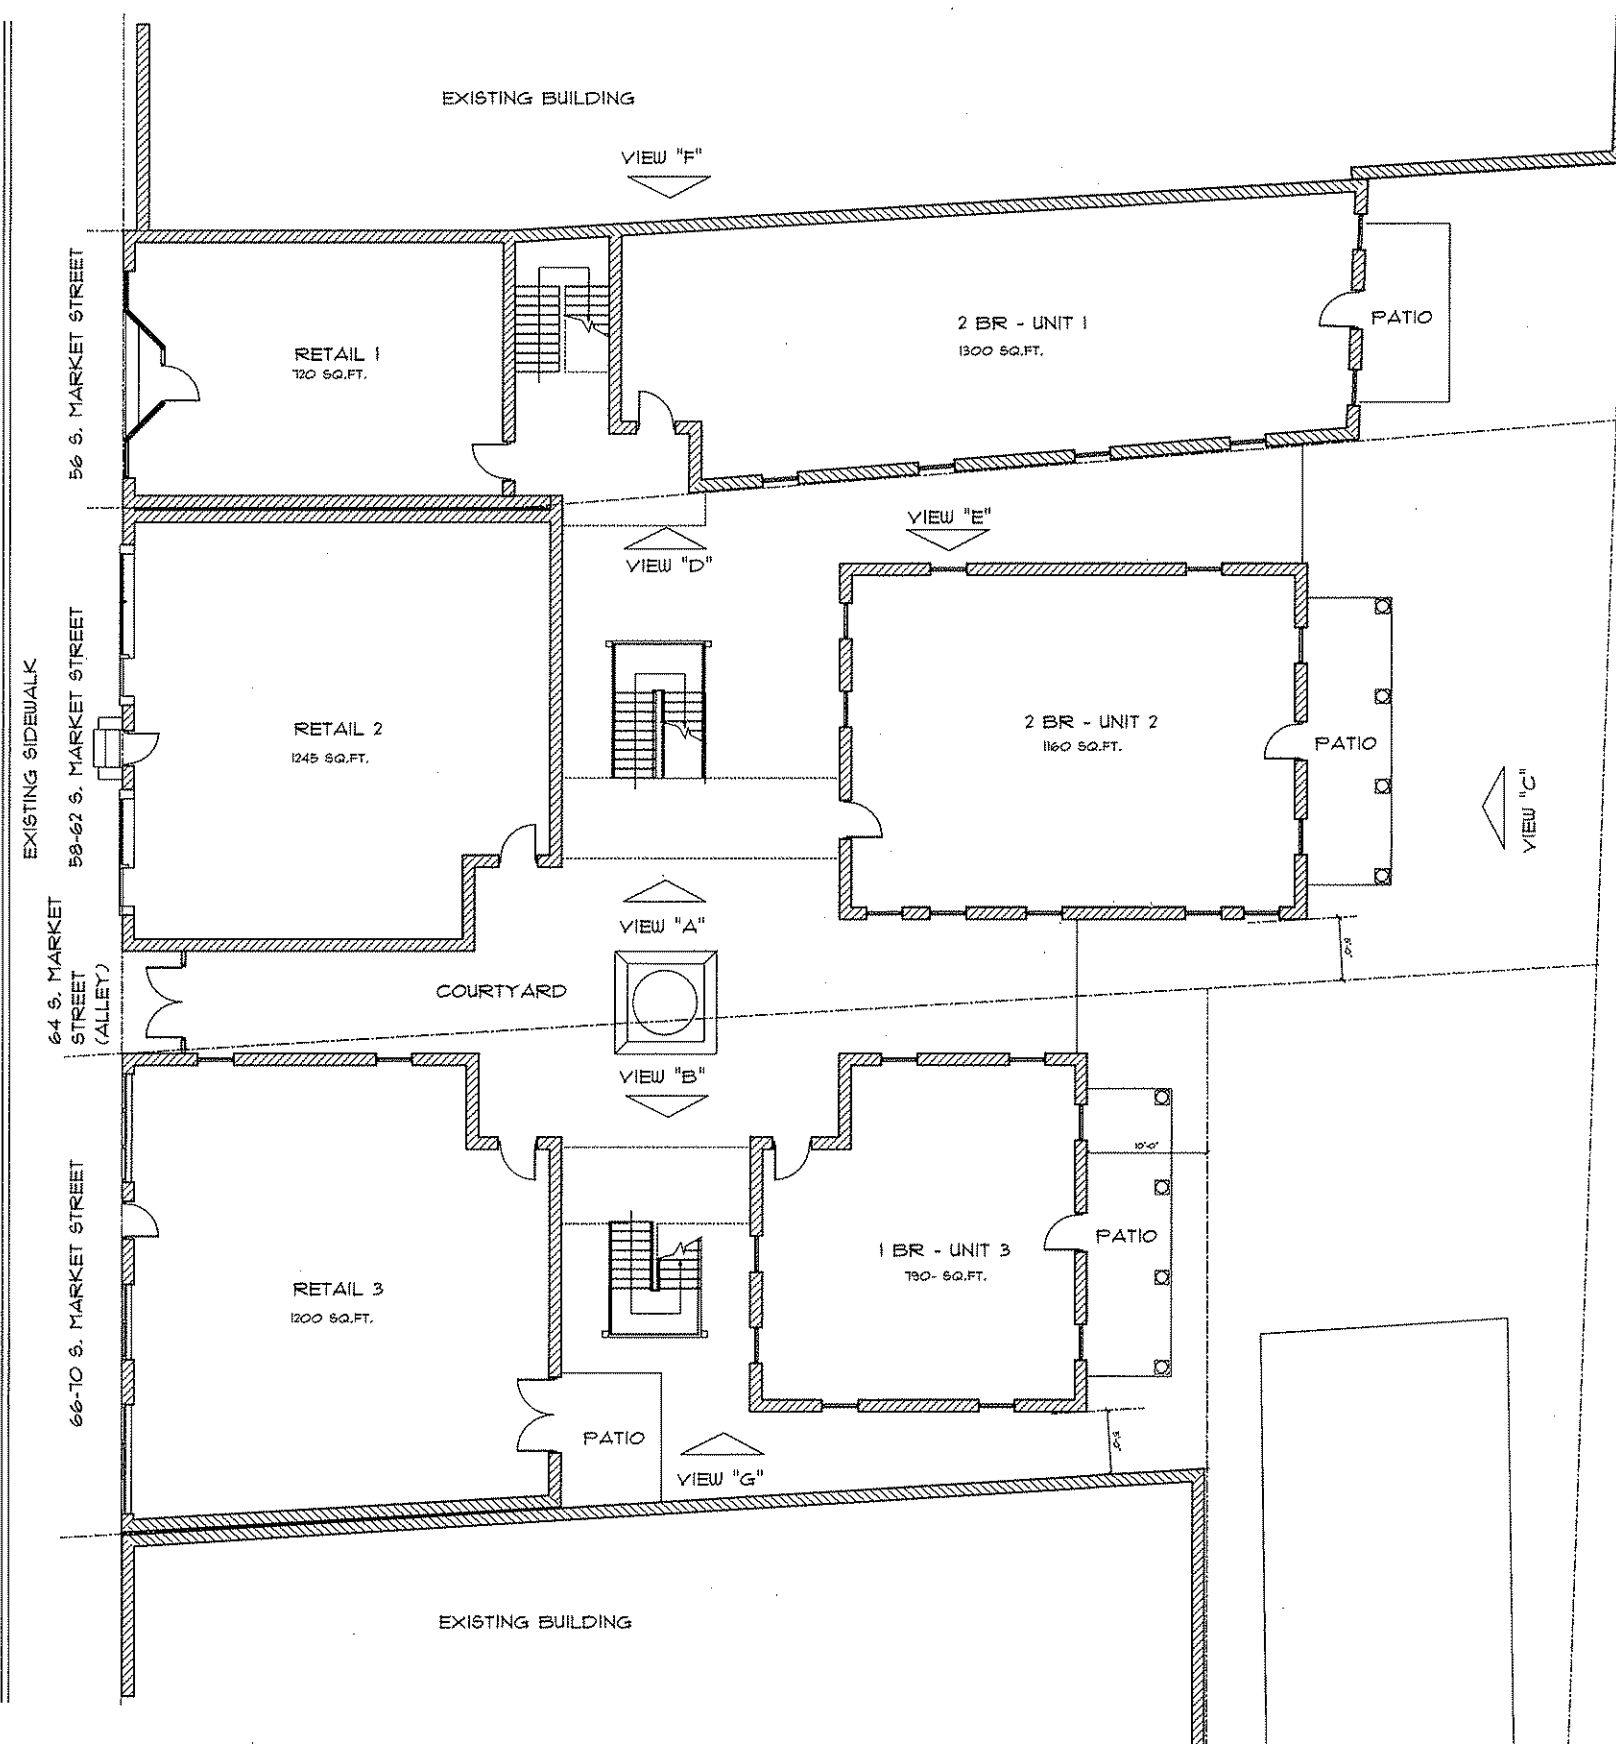 EXISTING BUILDING
VIEW "F"
56 S. MARKET STREET
RETAIL 1
720 SQ.FT.
2 BR - UNIT 1
1300 SQ.FT.
PATIO
VIEW "E"
VIEW "D"
EXISTING SIDEWALK
58-62 S. MARKET STREET
RETAIL 2
1245 SQ.FT.
2 BR - UNIT 2
1160 SQ.FT.
PATIO
VIEW "C"
VIEW "A"
64 S. MARKET
STREET
(ALLEY)
COURTYARD
VIEW "B"
10'-0"
66-70 S. MARKET STREET
RETAIL 3
1200 SQ.FT.
1 BR - UNIT 3
790- SQ.FT.
PATIO
PATIO
VIEW "G"
EXISTING BUILDING